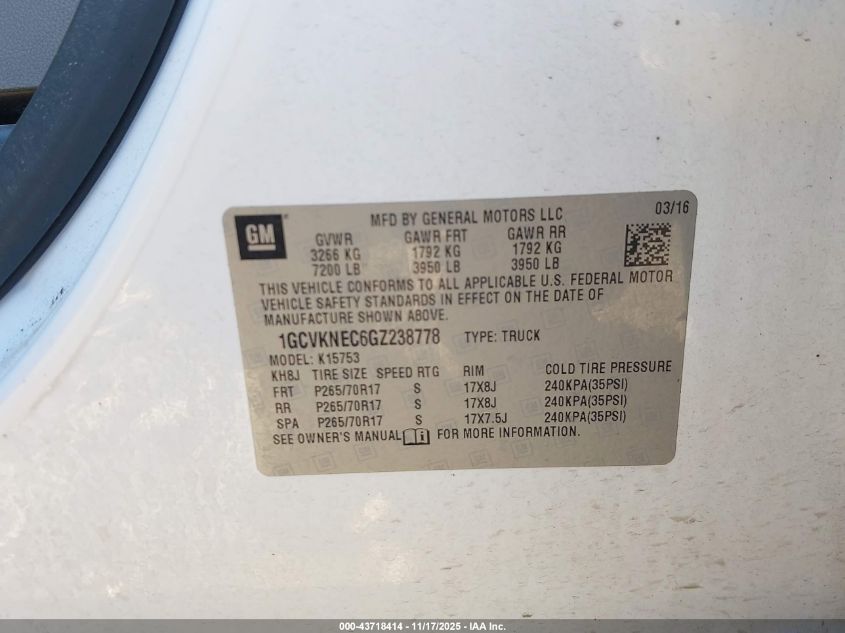 GM
MFD BY GENERAL MOTORS LLC
03/16
GVWR GAWR FRT GAWR RR
3266 KG 1792 KG 1792 KG
7200 LB 3950 LB 3950 LB
THIS VEHICLE CONFORMS TO ALL APPLICABLE U.S. FEDERAL MOTOR
VEHICLE SAFETY STANDARDS IN EFFECT ON THE DATE OF
MANUFACTURE SHOWN ABOVE.
1GCVKNEC6GZ238778 TYPE: TRUCK
MODEL: K15753
KH8J TIRE SIZE SPEED RTG RIM COLD TIRE PRESSURE
FRT P265/70R17 S 17X8J 240KPA(35PSI)
RR P265/70R17 S 17X8J 240KPA(35PSI)
SPA P265/70R17 S 17X7.5J 240KPA(35PSI)
SEE OWNER'S MANUAL FOR MORE INFORMATION.
000-43718414 - 11/17/2025 - IAA Inc.